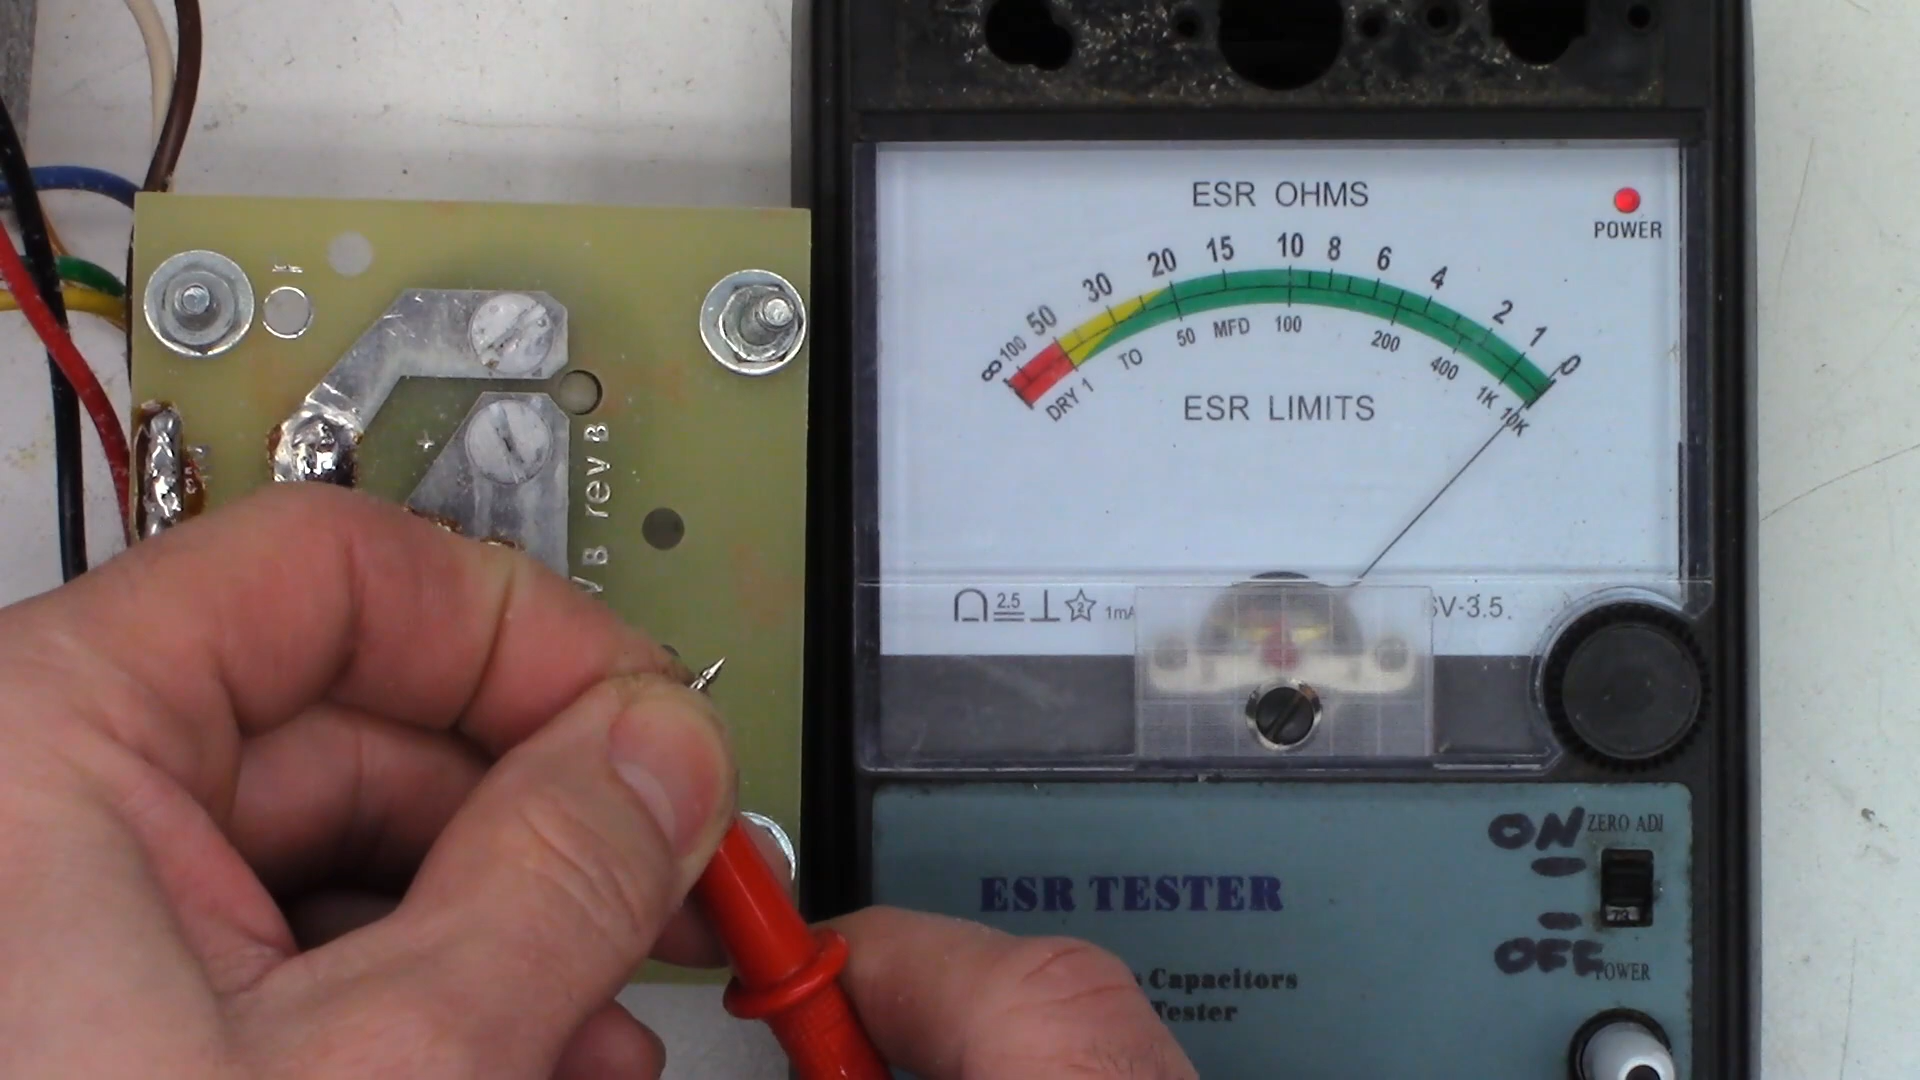 ESR OHMS
POWER
∞ 100 50 30 20 15 10 8 6 4 2 1 0
DRY 1 TO 50 MFD 100 200 400 1K 10K
ESR LIMITS
+
B rev B
2.5 2 1mA
V-3.5.
ON ZERO ADJ
ESR TESTER
OFF POWER
Capacitors
Tester